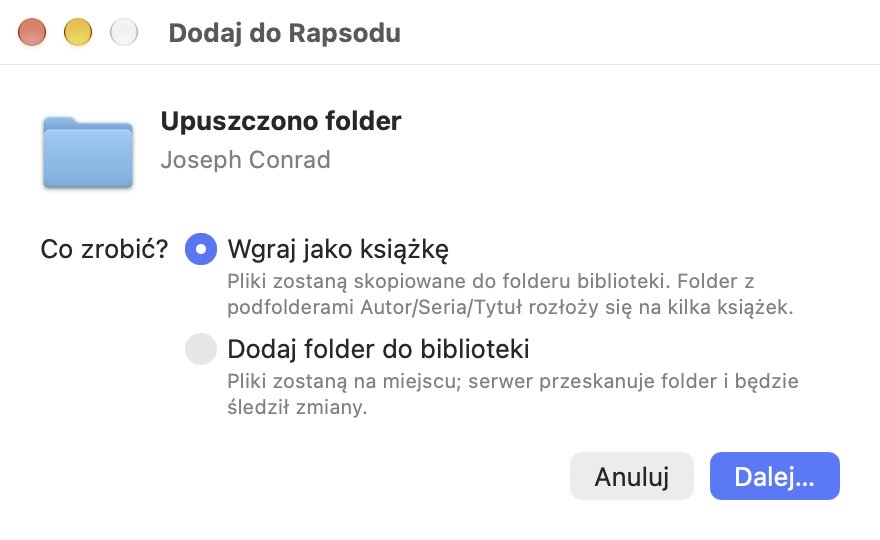 Dodaj do Rapsodu
Upuszczono folder
Joseph Conrad
Co zrobić?
Wgraj jako książkę
Pliki zostaną skopiowane do folderu biblioteki. Folder z
podfolderami Autor/Seria/Tytuł rozłoży się na kilka książek.
Dodaj folder do biblioteki
Pliki zostaną na miejscu; serwer przeskanuje folder i będzie
śledził zmiany.
Anuluj
Dalej...